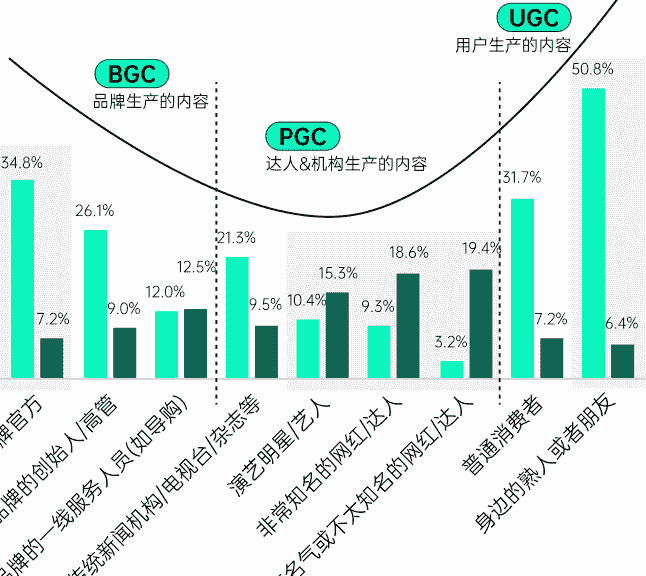 UGC
用户生产的内容
BGC
品牌生产的内容
PGC
达人&机构生产的内容
34.8%
7.2%
26.1%
9.0%
12.0%
12.5%
21.3%
9.5%
10.4%
15.3%
9.3%
18.6%
3.2%
19.4%
31.7%
7.2%
50.8%
6.4%
牌官方
品牌的创始人/高管
品牌的一线服务人员(如导购)
传统新闻机构/电视台/杂志等
演艺明星/艺人
非常知名的网红/达人
名气或不太知名的网红/达人
普通消费者
身边的熟人或者朋友